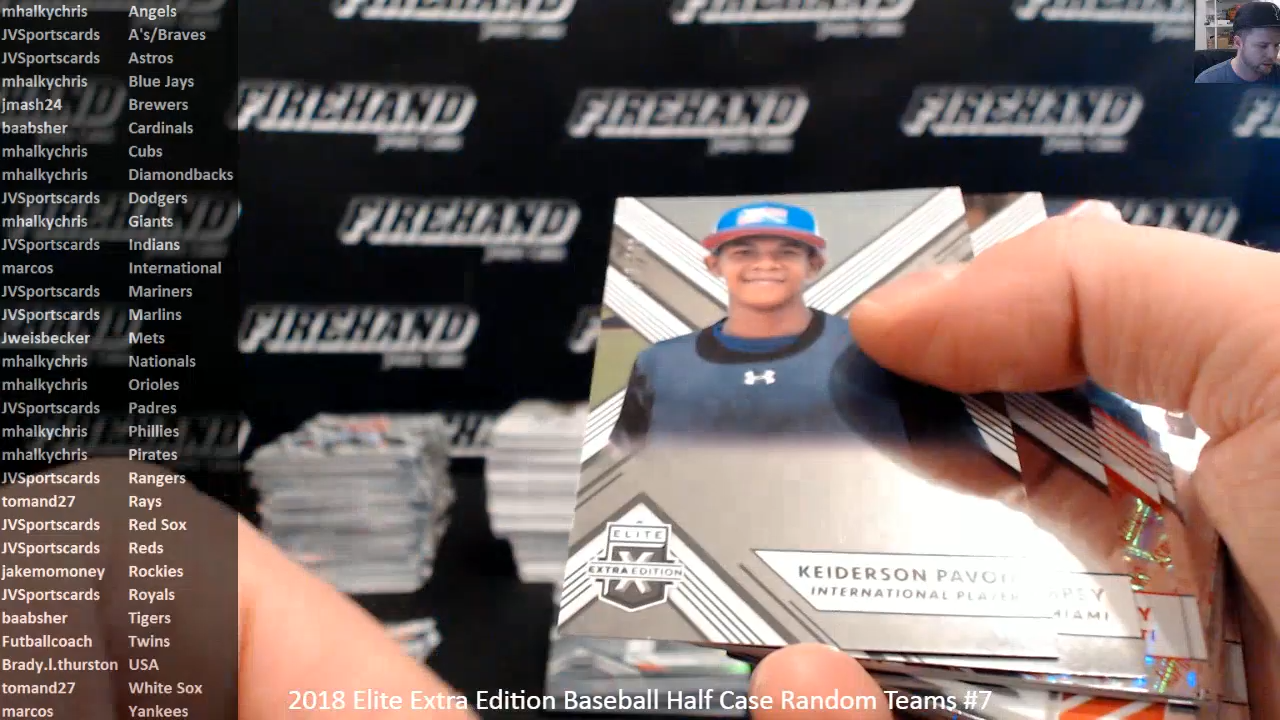 mhalkychris Angels
JVSportscards A's/Braves
JVSportscards Astros
mhalkychris Blue Jays
jmash24 Brewers
baabsher Cardinals
mhalkychris Cubs
mhalkychris Diamondbacks
JVSportscards Dodgers
mhalkychris Giants
JVSportscards Indians
marcos International
JVSportscards Mariners
JVSportscards Marlins
Jweisbecker Mets
mhalkychris Nationals
mhalkychris Orioles
JVSportscards Padres
mhalkychris Phillies
mhalkychris Pirates
JVSportscards Rangers
tomand27 Rays
JVSportscards Red Sox
JVSportscards Reds
jakemomoney Rockies
JVSportscards Royals
baabsher Tigers
Futballcoach Twins
Brady.l.thurston USA
tomand27 White Sox
marcos Yankees
FIREHAND
FIREHAND
FIREHAND
FIREHAND
FIREHAND
ELITE
EXTRA EDITION
KEIDERSON
INTERNATIONAL PLAYER
2018 Elite Extra Edition Baseball Half Case Random Teams #7